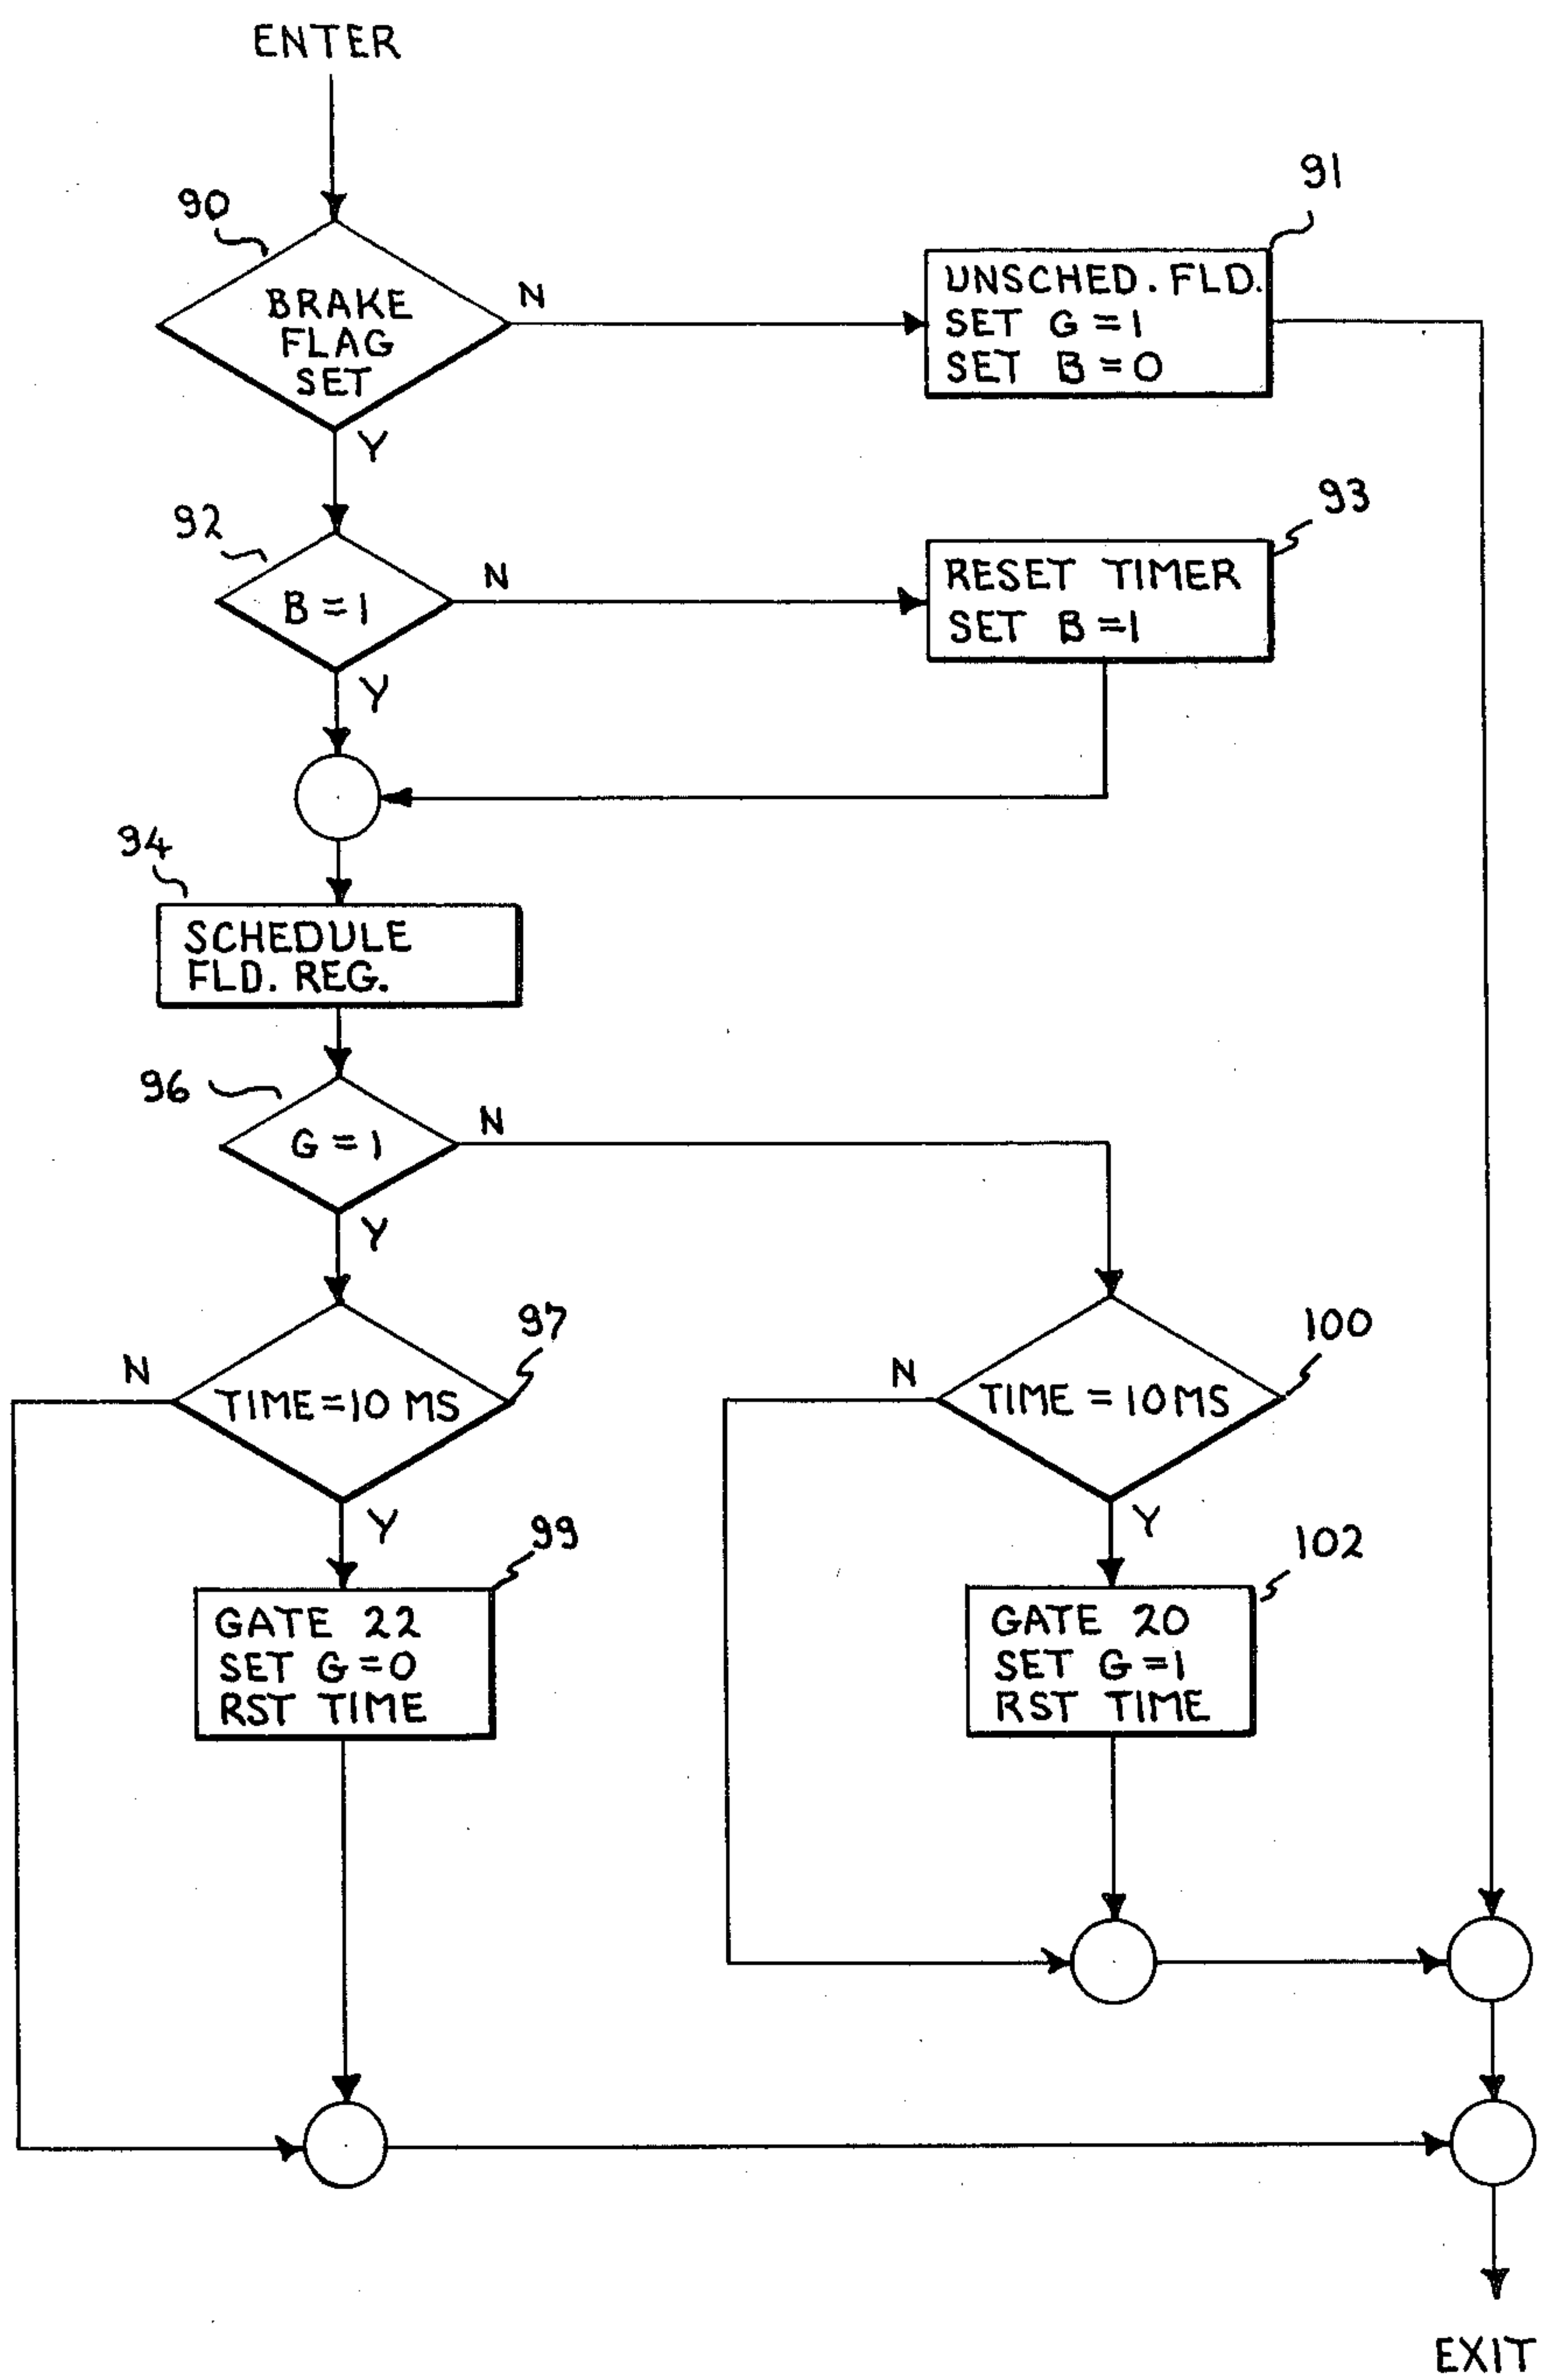 ENTER
90
BRAKE
FLAG
SET
N
Y
91
UNSCHED. FLD.
SET G = 1
SET B = 0
92
B = 1
N
Y
93
RESET TIMER
SET B = 1
94
SCHEDULE
FLD. REG.
96
G = 1
N
Y
97
TIME = 10 MS
N
Y
100
TIME = 10 MS
N
Y
99
GATE 22
SET G = 0
RST TIME
102
GATE 20
SET G = 1
RST TIME
EXIT